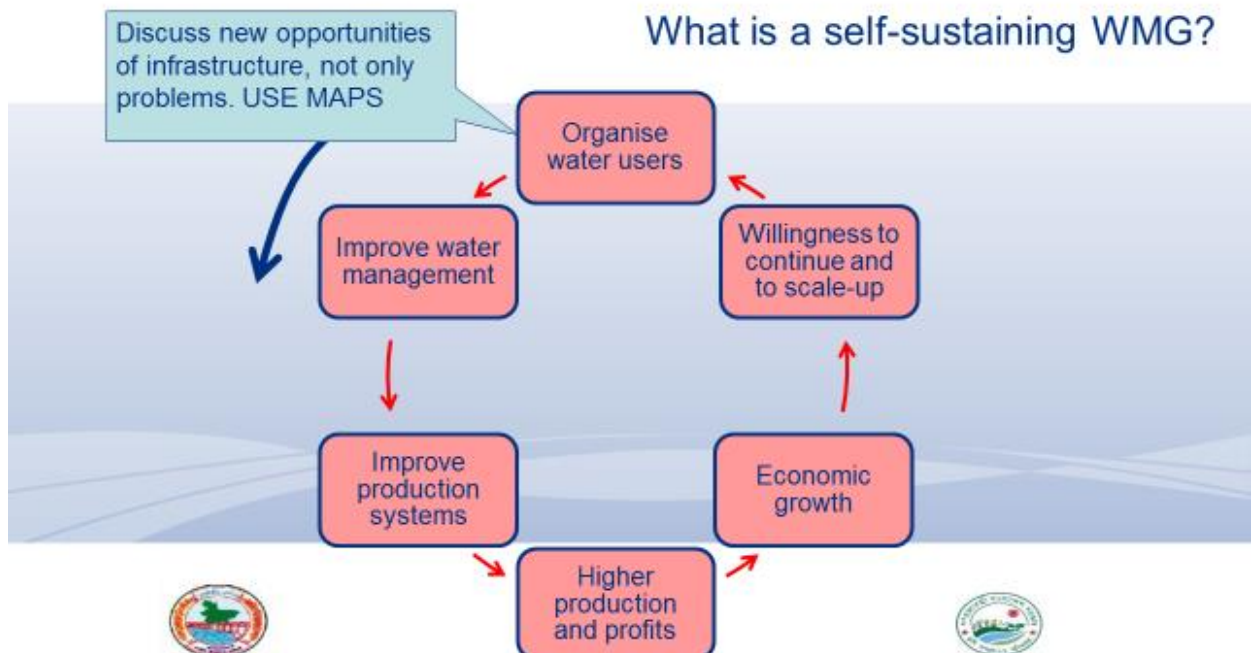 What is a self-sustaining WMG?
Discuss new opportunities
of infrastructure, not only
problems. USE MAPS
Organise
water users
Improve water
management
Willingness to
continue and
to scale-up
Improve
production
systems
Economic
growth
Higher
production
and profits